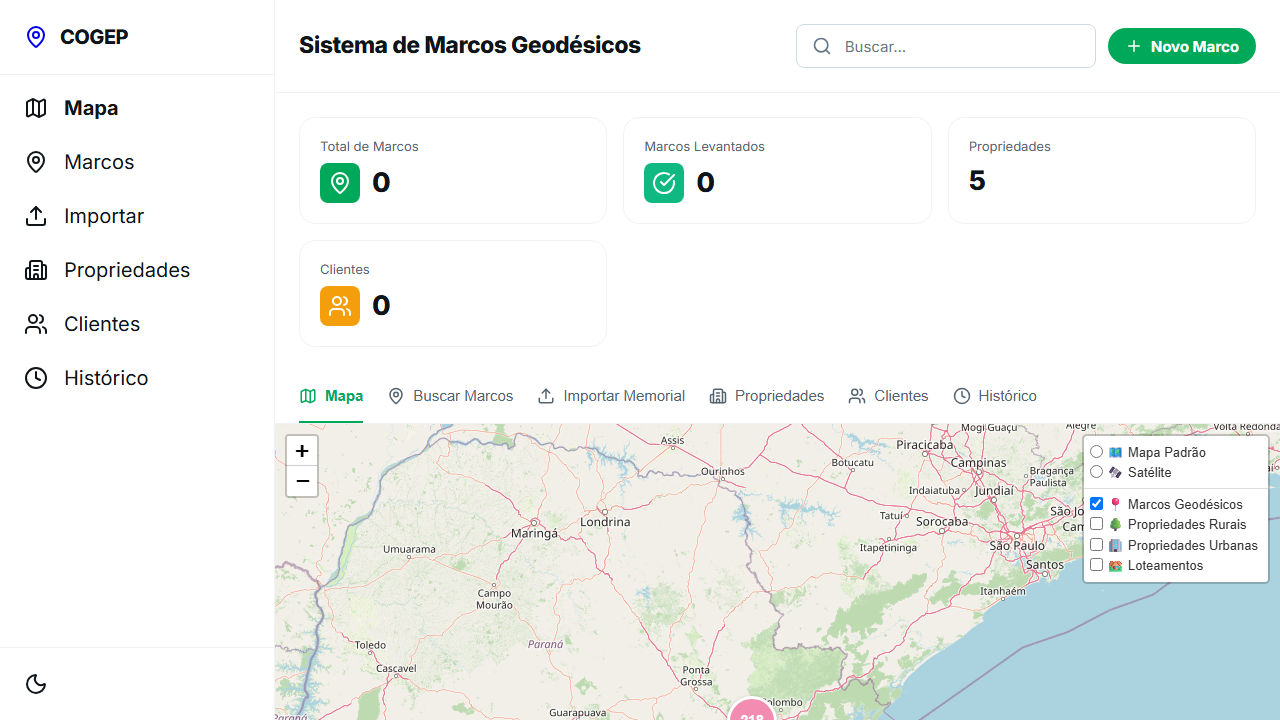 COGEP
Mapa
Marcos
Importar
Propriedades
Clientes
Histórico
Sistema de Marcos Geodésicos
Buscar...
Novo Marco
Total de Marcos
0
Marcos Levantados
0
Propriedades
5
Clientes
0
Mapa
Buscar Marcos
Importar Memorial
Propriedades
Clientes
Histórico
+
−
Mapa Padrão
Satélite
Marcos Geodésicos
Propriedades Rurais
Propriedades Urbanas
Loteamentos
Assis
Mogi Guaçu
Alegre
Volta Redonda
Piracicaba
Ourinhos
Botucatu
Campinas
Bragança
Paulista
Indaiatuba
Jundiaí
Londrina
Maringá
Tatuí
Sorocaba
São Jo
Cam
Umuarama
Itapetininga
São Paulo
Santos
Itanhaém
Campo
Mourão
Toledo
Paraná
Cascavel
Ponta
Grossa
olombo
Guarapuava
Paraná
218